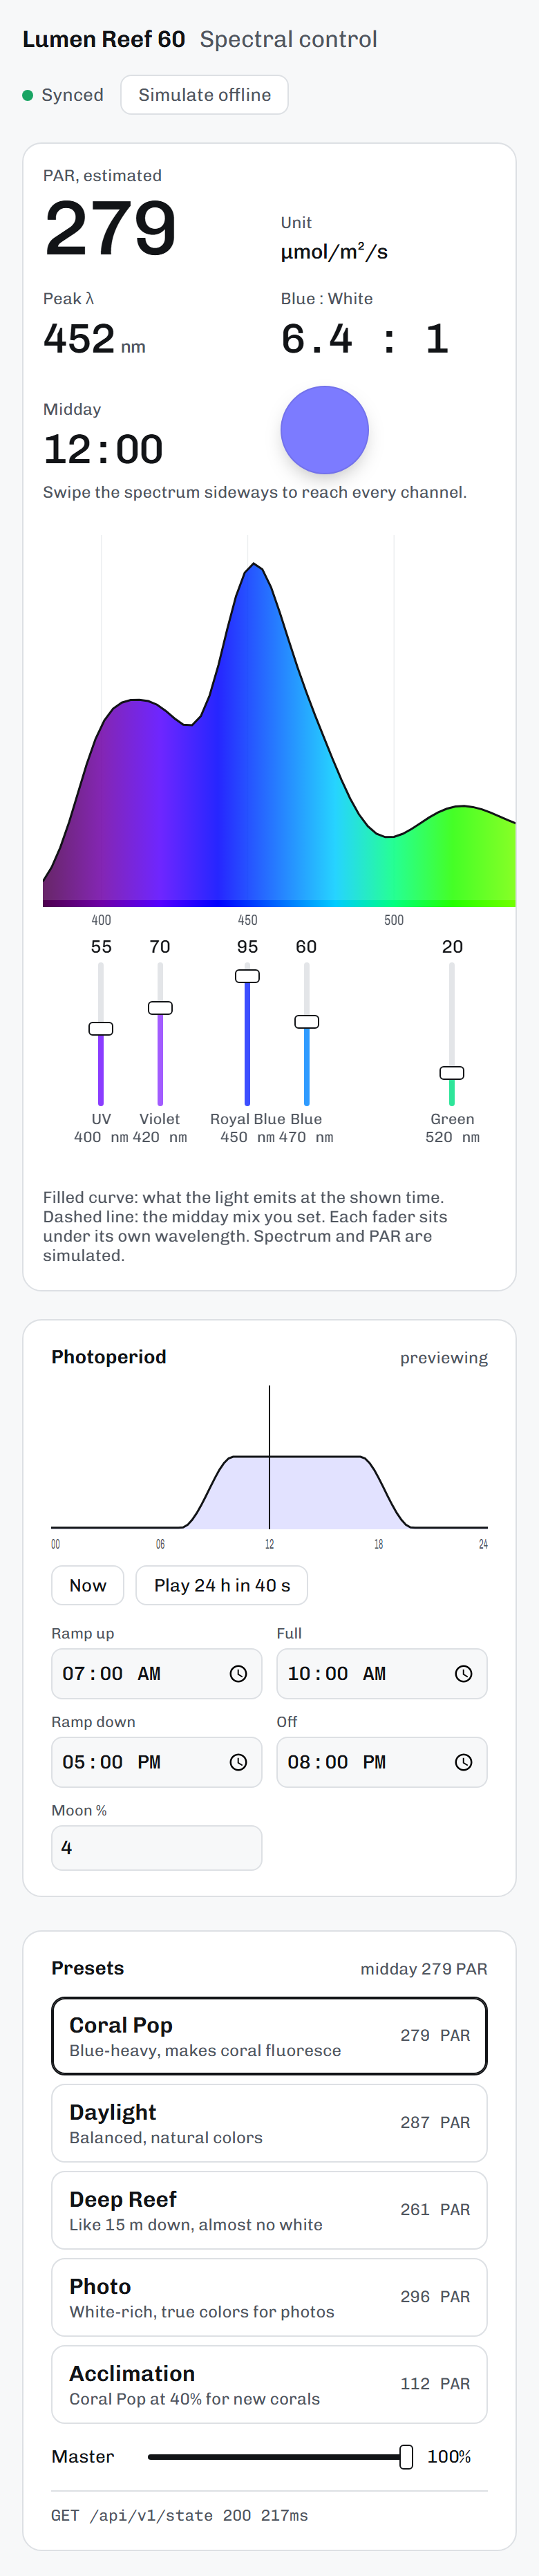 Lumen Reef 60 Spectral control
Synced Simulate offline
PAR, estimated
279
Unit
µmol/m²/s
Peak λ
452 nm
Blue : White
6.4 : 1
Midday
12:00
Swipe the spectrum sideways to reach every channel.
400 450 500
55 70 95 60 20
UV Violet Royal Blue Blue Green
400 nm 420 nm 450 nm 470 nm 520 nm
Filled curve: what the light emits at the shown time.
Dashed line: the midday mix you set. Each fader sits
under its own wavelength. Spectrum and PAR are
simulated.
Photoperiod previewing
00 06 12 18 24
Now Play 24 h in 40 s
Ramp up Full
07:00 AM 10:00 AM
Ramp down Off
05:00 PM 08:00 PM
Moon %
4
Presets midday 279 PAR
Coral Pop
Blue-heavy, makes coral fluoresce
279 PAR
Daylight
Balanced, natural colors
287 PAR
Deep Reef
Like 15 m down, almost no white
261 PAR
Photo
White-rich, true colors for photos
296 PAR
Acclimation
Coral Pop at 40% for new corals
112 PAR
Master 100%
GET /api/v1/state 200 217ms